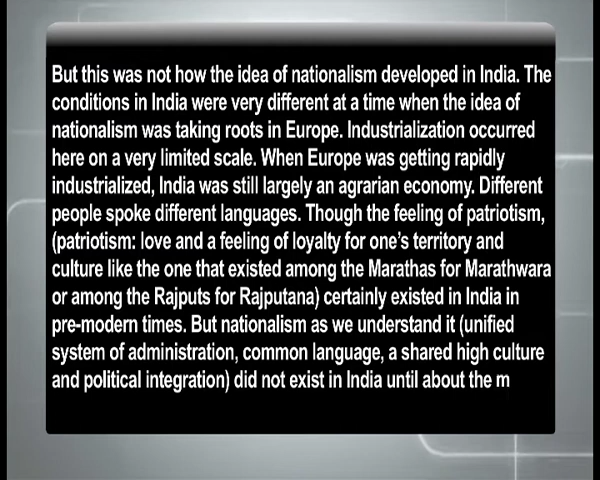 But this was not how the idea of nationalism developed in India. The
conditions in India were very different at a time when the idea of
nationalism was taking roots in Europe. Industrialization occurred
here on a very limited scale. When Europe was getting rapidly
industrialized, India was still largely an agrarian economy. Different
people spoke different languages. Though the feeling of patriotism,
(patriotism: love and a feeling of loyalty for one's territory and
culture like the one that existed among the Marathas for Marathwara
or among the Rajputs for Rajputana) certainly existed in India in
pre-modern times. But nationalism as we understand it (unified
system of administration, common language, a shared high culture
and political integration) did not exist in India until about the m